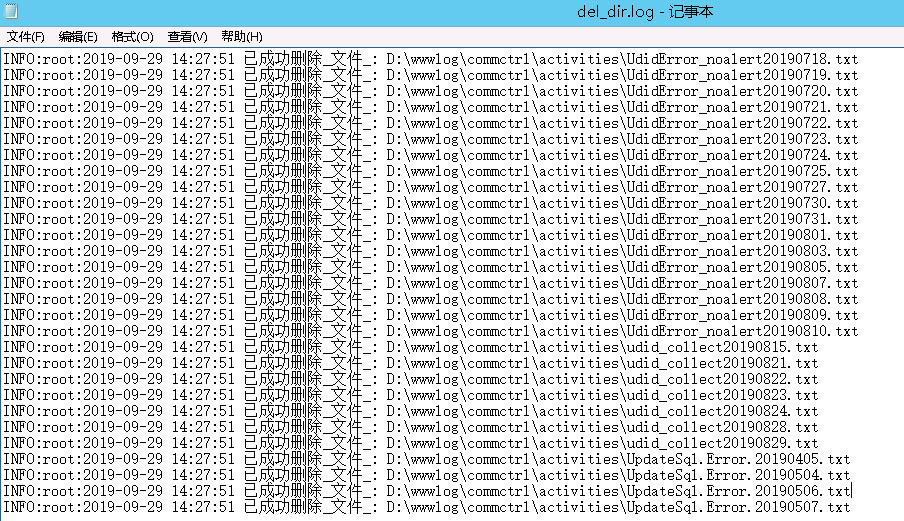 del_dir.log - 记事本
文件(F) 编辑(E) 格式(O) 查看(V) 帮助(H)
INFO:root:2019-09-29 14:27:51 已成功删除_文件_: D:\wwwlog\commctrl\activities\UdidError_noalert20190718.txt
INFO:root:2019-09-29 14:27:51 已成功删除_文件_: D:\wwwlog\commctrl\activities\UdidError_noalert20190719.txt
INFO:root:2019-09-29 14:27:51 已成功删除_文件_: D:\wwwlog\commctrl\activities\UdidError_noalert20190720.txt
INFO:root:2019-09-29 14:27:51 已成功删除_文件_: D:\wwwlog\commctrl\activities\UdidError_noalert20190721.txt
INFO:root:2019-09-29 14:27:51 已成功删除_文件_: D:\wwwlog\commctrl\activities\UdidError_noalert20190722.txt
INFO:root:2019-09-29 14:27:51 已成功删除_文件_: D:\wwwlog\commctrl\activities\UdidError_noalert20190723.txt
INFO:root:2019-09-29 14:27:51 已成功删除_文件_: D:\wwwlog\commctrl\activities\UdidError_noalert20190724.txt
INFO:root:2019-09-29 14:27:51 已成功删除_文件_: D:\wwwlog\commctrl\activities\UdidError_noalert20190725.txt
INFO:root:2019-09-29 14:27:51 已成功删除_文件_: D:\wwwlog\commctrl\activities\UdidError_noalert20190727.txt
INFO:root:2019-09-29 14:27:51 已成功删除_文件_: D:\wwwlog\commctrl\activities\UdidError_noalert20190730.txt
INFO:root:2019-09-29 14:27:51 已成功删除_文件_: D:\wwwlog\commctrl\activities\UdidError_noalert20190731.txt
INFO:root:2019-09-29 14:27:51 已成功删除_文件_: D:\wwwlog\commctrl\activities\UdidError_noalert20190801.txt
INFO:root:2019-09-29 14:27:51 已成功删除_文件_: D:\wwwlog\commctrl\activities\UdidError_noalert20190803.txt
INFO:root:2019-09-29 14:27:51 已成功删除_文件_: D:\wwwlog\commctrl\activities\UdidError_noalert20190805.txt
INFO:root:2019-09-29 14:27:51 已成功删除_文件_: D:\wwwlog\commctrl\activities\UdidError_noalert20190807.txt
INFO:root:2019-09-29 14:27:51 已成功删除_文件_: D:\wwwlog\commctrl\activities\UdidError_noalert20190808.txt
INFO:root:2019-09-29 14:27:51 已成功删除_文件_: D:\wwwlog\commctrl\activities\UdidError_noalert20190809.txt
INFO:root:2019-09-29 14:27:51 已成功删除_文件_: D:\wwwlog\commctrl\activities\UdidError_noalert20190810.txt
INFO:root:2019-09-29 14:27:51 已成功删除_文件_: D:\wwwlog\commctrl\activities\udid_collect20190815.txt
INFO:root:2019-09-29 14:27:51 已成功删除_文件_: D:\wwwlog\commctrl\activities\udid_collect20190821.txt
INFO:root:2019-09-29 14:27:51 已成功删除_文件_: D:\wwwlog\commctrl\activities\udid_collect20190822.txt
INFO:root:2019-09-29 14:27:51 已成功删除_文件_: D:\wwwlog\commctrl\activities\udid_collect20190823.txt
INFO:root:2019-09-29 14:27:51 已成功删除_文件_: D:\wwwlog\commctrl\activities\udid_collect20190824.txt
INFO:root:2019-09-29 14:27:51 已成功删除_文件_: D:\wwwlog\commctrl\activities\udid_collect20190828.txt
INFO:root:2019-09-29 14:27:51 已成功删除_文件_: D:\wwwlog\commctrl\activities\udid_collect20190829.txt
INFO:root:2019-09-29 14:27:51 已成功删除_文件_: D:\wwwlog\commctrl\activities\UpdateSql.Error.20190405.txt
INFO:root:2019-09-29 14:27:51 已成功删除_文件_: D:\wwwlog\commctrl\activities\UpdateSql.Error.20190504.txt
INFO:root:2019-09-29 14:27:51 已成功删除_文件_: D:\wwwlog\commctrl\activities\UpdateSql.Error.20190506.txt
INFO:root:2019-09-29 14:27:51 已成功删除_文件_: D:\wwwlog\commctrl\activities\UpdateSql.Error.20190507.txt